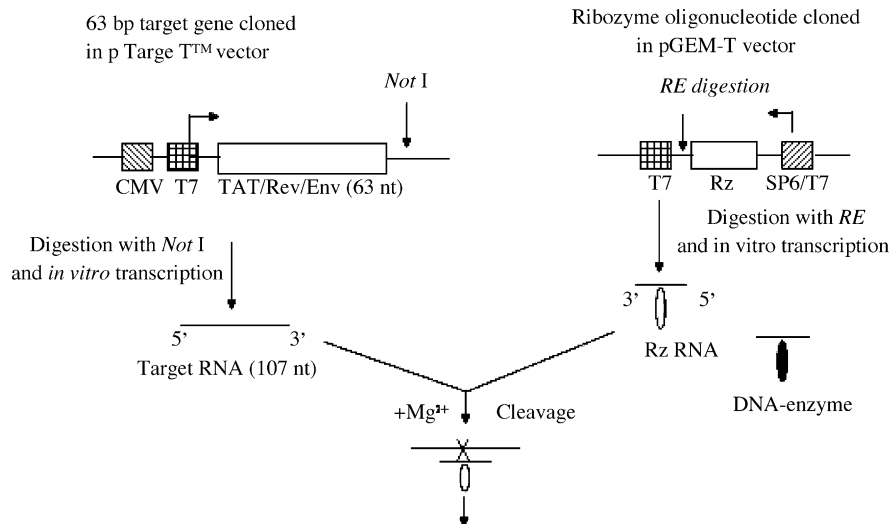 63 bp target gene cloned
in p Targe T™ vector
Not I
CMV T7 TAT/Rev/Env (63 nt)
Digestion with Not I
and in vitro transcription
5’ 3’
Target RNA (107 nt)
Ribozyme oligonucleotide cloned
in pGEM-T vector
RE digestion
T7 Rz SP6/T7
Digestion with RE
and in vitro transcription
3’ 5’
Rz RNA
DNA-enzyme
+Mg²⁺ Cleavage